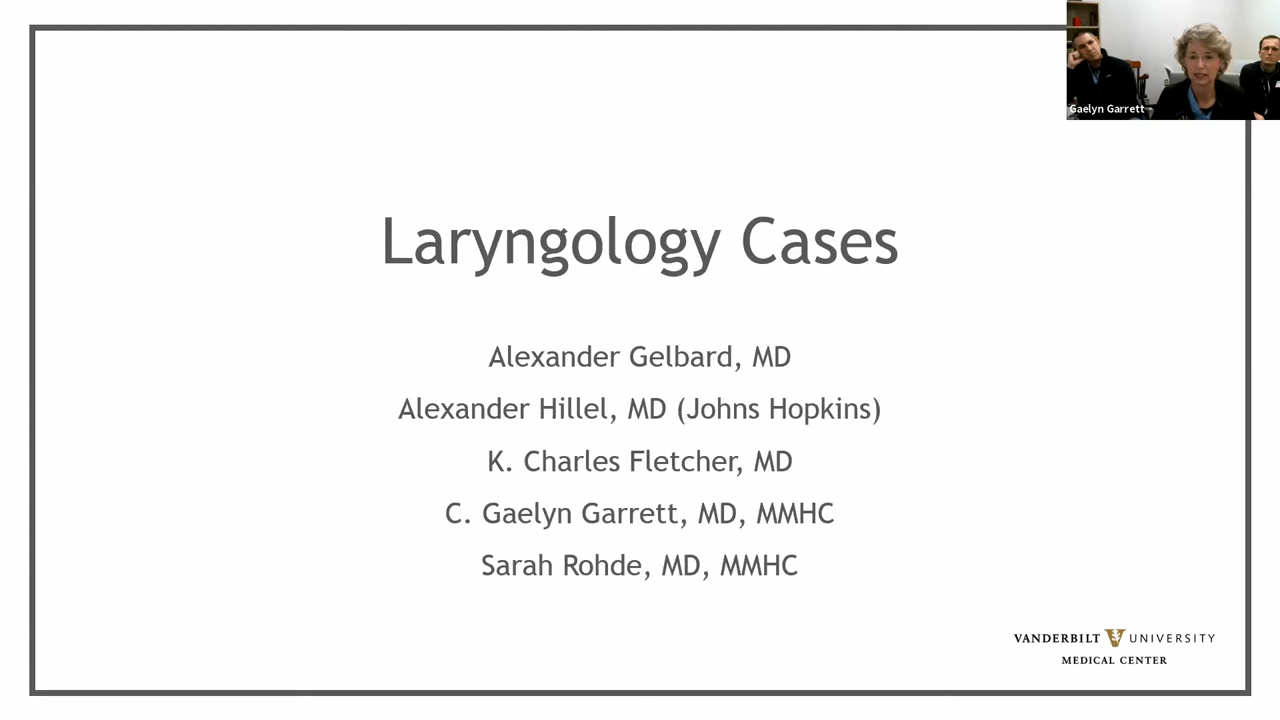 Gaelyn Garrett
Laryngology Cases
Alexander Gelbard, MD
Alexander Hillel, MD (Johns Hopkins)
K. Charles Fletcher, MD
C. Gaelyn Garrett, MD, MMHC
Sarah Rohde, MD, MMHC
VANDERBILT UNIVERSITY
MEDICAL CENTER